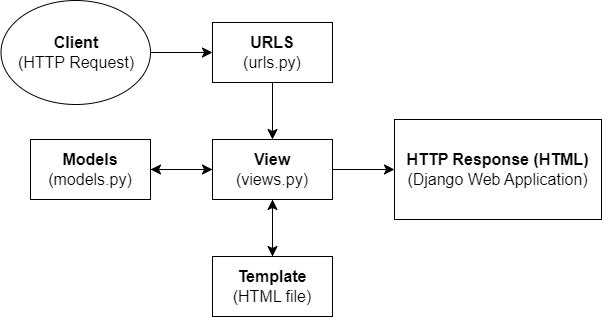 Client
(HTTP Request)
URLS
(urls.py)
Models
(models.py)
View
(views.py)
HTTP Response (HTML)
(Django Web Application)
Template
(HTML file)